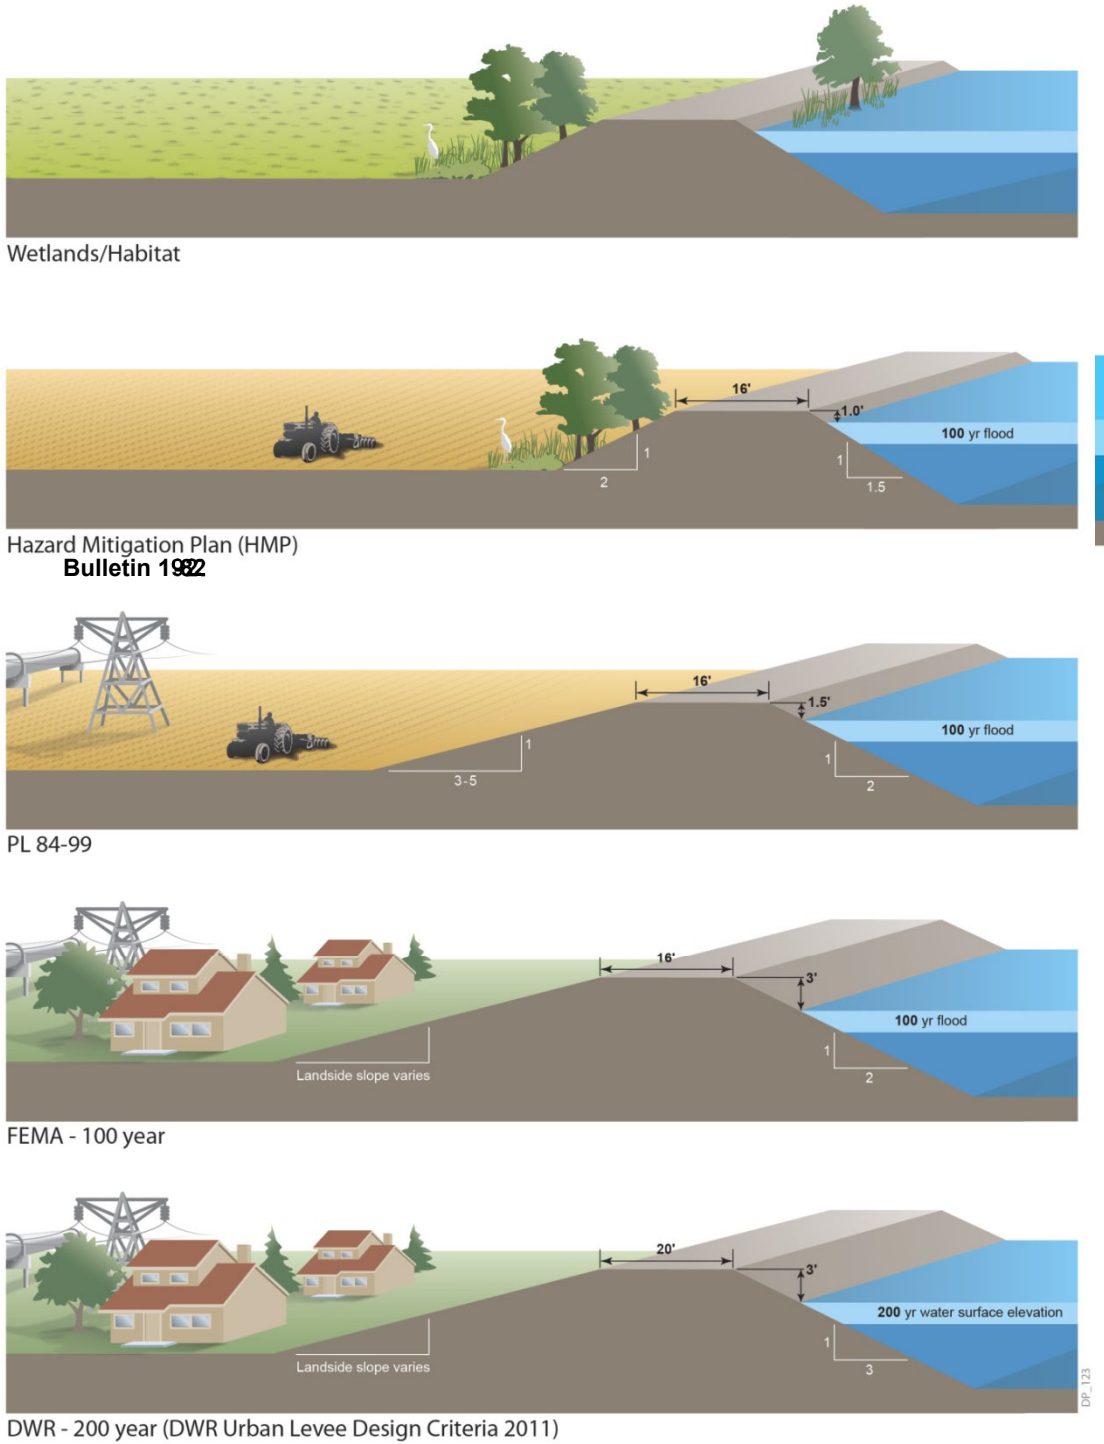 Wetlands/Habitat
16'
1.0'
100 yr flood
1
2
1
1.5
Hazard Mitigation Plan (HMP)
Bulletin
16'
1.5'
100 yr flood
1
3-5
1
2
PL 84-99
16'
3'
100 yr flood
1
2
Landside slope varies
FEMA - 100 year
20'
3'
200 yr water surface elevation
1
3
Landside slope varies
DP_123
DWR - 200 year (DWR Urban Levee Design Criteria 2011)